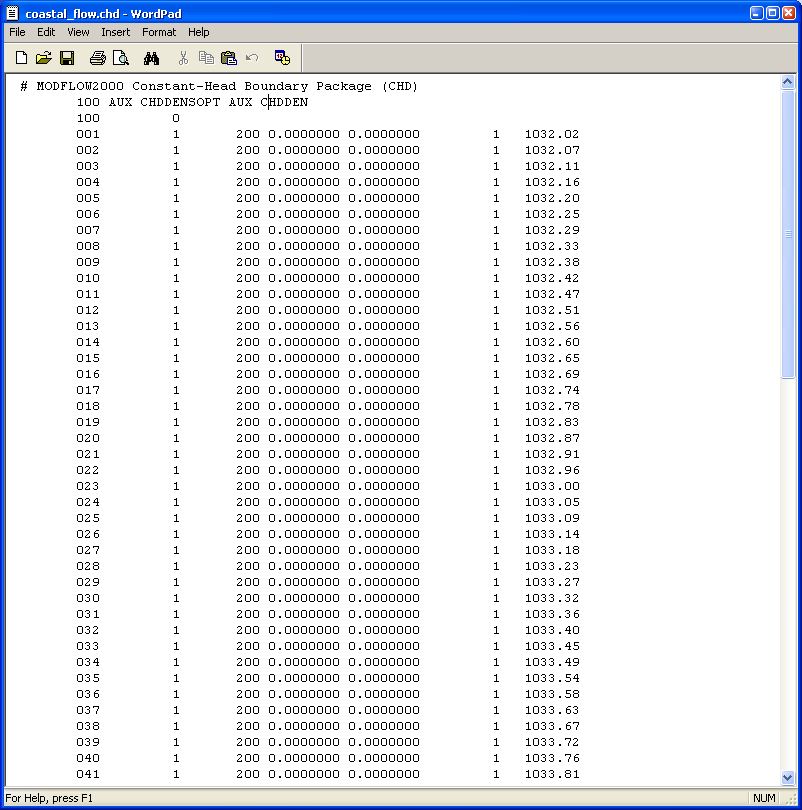 coastal_flow.chd - WordPad
File Edit View Insert Format Help
# MODFLOW2000 Constant-Head Boundary Package (CHD)
100 AUX CHDDENSOPT AUX CHDDEN
100 0
001 1 200 0.0000000 0.0000000 1 1032.02
002 1 200 0.0000000 0.0000000 1 1032.07
003 1 200 0.0000000 0.0000000 1 1032.11
004 1 200 0.0000000 0.0000000 1 1032.16
005 1 200 0.0000000 0.0000000 1 1032.20
006 1 200 0.0000000 0.0000000 1 1032.25
007 1 200 0.0000000 0.0000000 1 1032.29
008 1 200 0.0000000 0.0000000 1 1032.33
009 1 200 0.0000000 0.0000000 1 1032.38
010 1 200 0.0000000 0.0000000 1 1032.42
011 1 200 0.0000000 0.0000000 1 1032.47
012 1 200 0.0000000 0.0000000 1 1032.51
013 1 200 0.0000000 0.0000000 1 1032.56
014 1 200 0.0000000 0.0000000 1 1032.60
015 1 200 0.0000000 0.0000000 1 1032.65
016 1 200 0.0000000 0.0000000 1 1032.69
017 1 200 0.0000000 0.0000000 1 1032.74
018 1 200 0.0000000 0.0000000 1 1032.78
019 1 200 0.0000000 0.0000000 1 1032.83
020 1 200 0.0000000 0.0000000 1 1032.87
021 1 200 0.0000000 0.0000000 1 1032.91
022 1 200 0.0000000 0.0000000 1 1032.96
023 1 200 0.0000000 0.0000000 1 1033.00
024 1 200 0.0000000 0.0000000 1 1033.05
025 1 200 0.0000000 0.0000000 1 1033.09
026 1 200 0.0000000 0.0000000 1 1033.14
027 1 200 0.0000000 0.0000000 1 1033.18
028 1 200 0.0000000 0.0000000 1 1033.23
029 1 200 0.0000000 0.0000000 1 1033.27
030 1 200 0.0000000 0.0000000 1 1033.32
031 1 200 0.0000000 0.0000000 1 1033.36
032 1 200 0.0000000 0.0000000 1 1033.40
033 1 200 0.0000000 0.0000000 1 1033.45
034 1 200 0.0000000 0.0000000 1 1033.49
035 1 200 0.0000000 0.0000000 1 1033.54
036 1 200 0.0000000 0.0000000 1 1033.58
037 1 200 0.0000000 0.0000000 1 1033.63
038 1 200 0.0000000 0.0000000 1 1033.67
039 1 200 0.0000000 0.0000000 1 1033.72
040 1 200 0.0000000 0.0000000 1 1033.76
041 1 200 0.0000000 0.0000000 1 1033.81
For Help, press F1 NUM